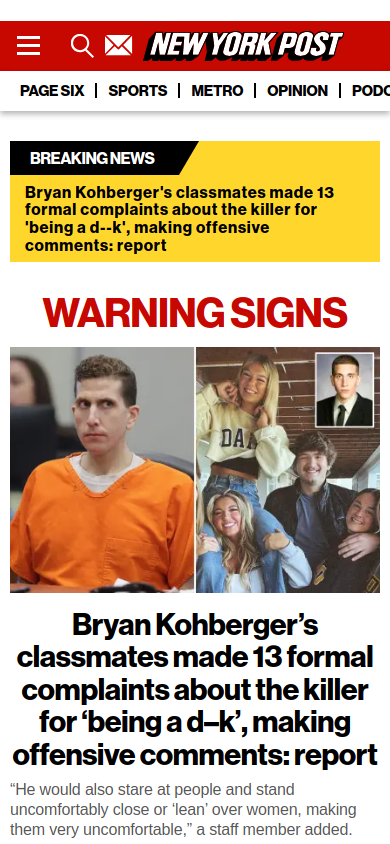 NEW YORK POST
PAGE SIX | SPORTS | METRO | OPINION | PODC
BREAKING NEWS
Bryan Kohberger's classmates made 13
formal complaints about the killer for
'being a d--k', making offensive
comments: report
WARNING SIGNS
DA
Bryan Kohberger’s
classmates made 13 formal
complaints about the killer
for ‘being a d–k’, making
offensive comments: report
“He would also stare at people and stand
uncomfortably close or ‘lean’ over women, making
them very uncomfortable,” a staff member added.